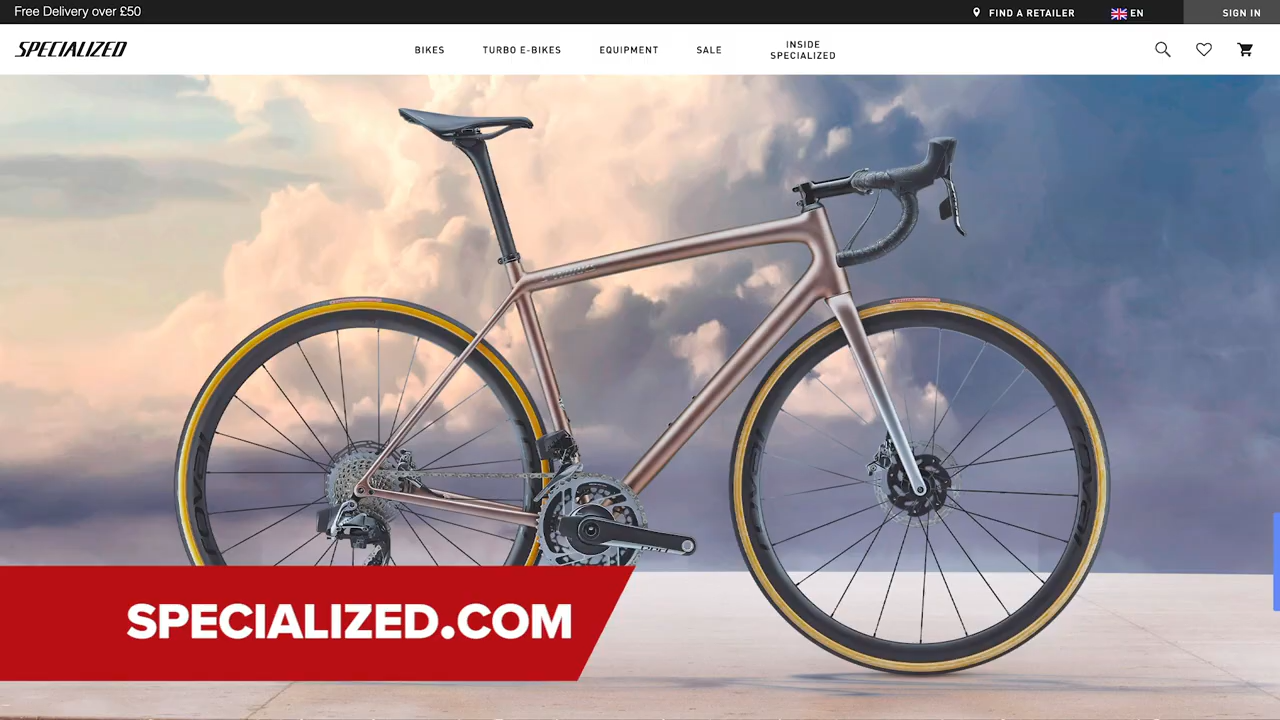 Free Delivery over £50
FIND A RETAILER
EN
SIGN IN
SPECIALIZED
BIKES
TURBO E-BIKES
EQUIPMENT
SALE
INSIDE
SPECIALIZED
SPECIALIZED.COM